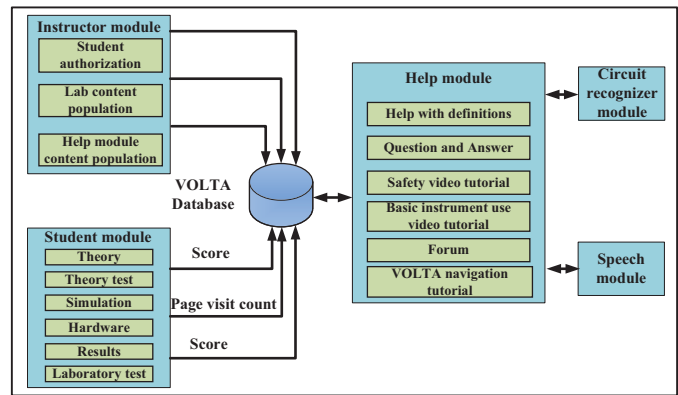 Instructor module
Student
authorization
Lab content
population
Help module
content population
VOLTA
Database
Student module
Theory
Theory test
Simulation
Hardware
Results
Laboratory test
Score
Page visit count
Score
Help module
Help with definitions
Question and Answer
Safety video tutorial
Basic instrument use
video tutorial
Forum
VOLTA navigation
tutorial
Circuit
recognizer
module
Speech
module